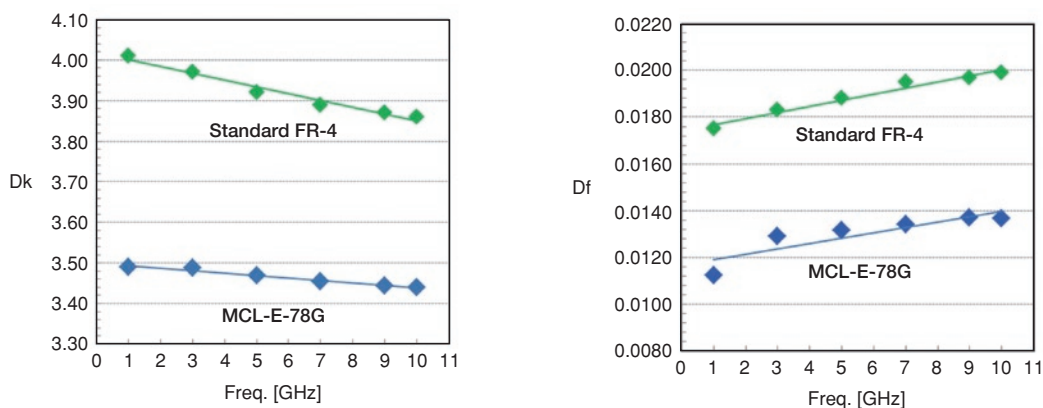 4.10
4.00
3.90
3.80
3.70
3.60
3.50
3.40
3.30
Dk
Standard FR-4
MCL-E-78G
0 1 2 3 4 5 6 7 8 9 10 11
Freq. [GHz]
0.0220
0.0200
0.0180
0.0160
0.0140
0.0120
0.0100
0.0080
Df
Standard FR-4
MCL-E-78G
0 1 2 3 4 5 6 7 8 9 10 11
Freq. [GHz]